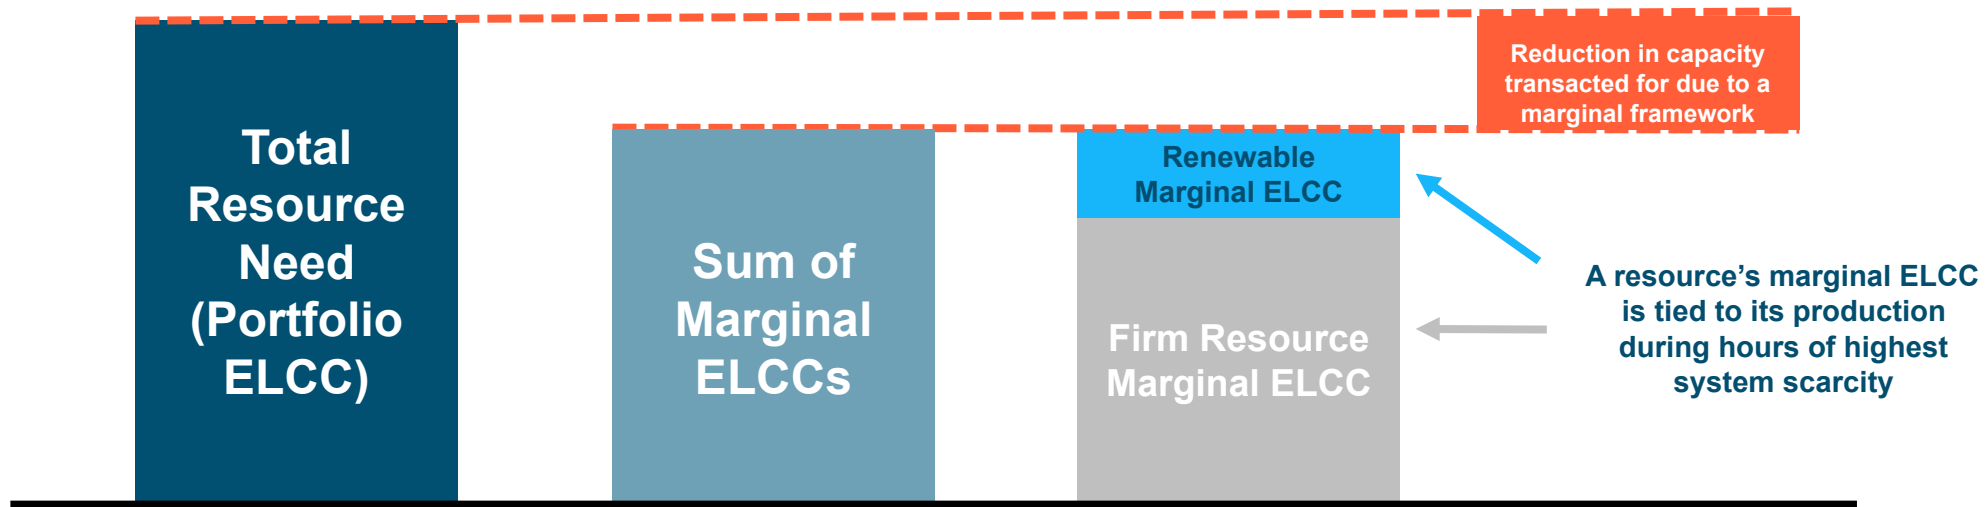 Total
Resource
Need
(Portfolio
ELCC)
Sum of
Marginal
ELCCs
Renewable
Marginal ELCC
Firm Resource
Marginal ELCC
Reduction in capacity
transacted for due to a
marginal framework
A resource’s marginal ELCC
is tied to its production
during hours of highest
system scarcity